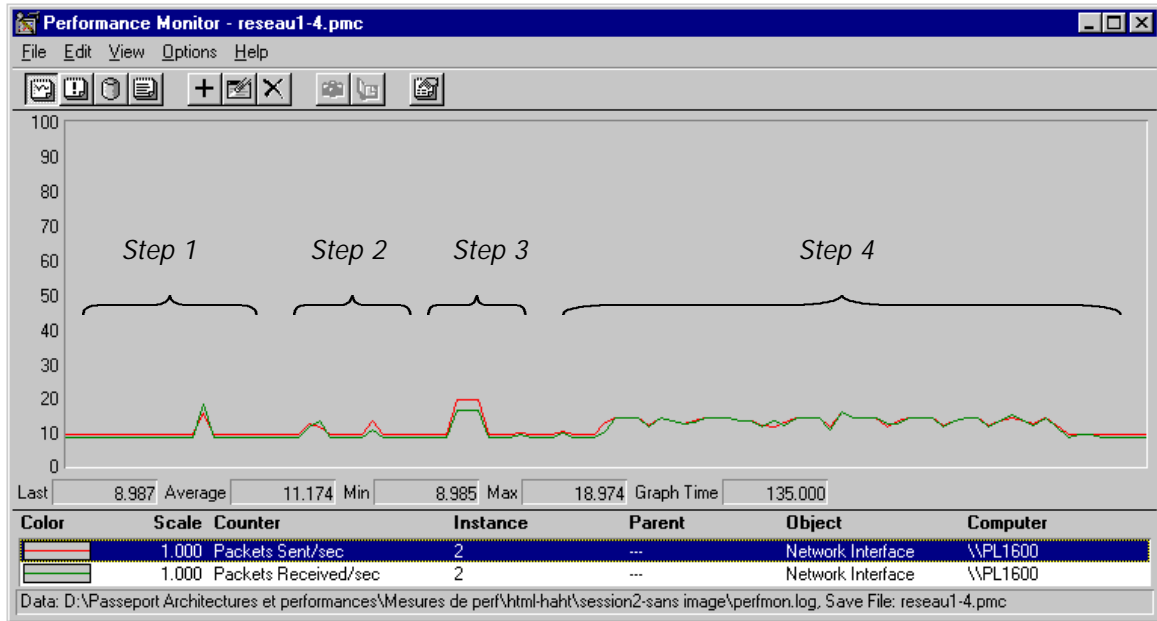 Performance Monitor - reseau1-4.pmc
File Edit View Options Help
100
90
80
70
60
50
40
30
20
10
0
Step 1 Step 2 Step 3 Step 4
Last 8.987 Average 11.174 Min 8.985 Max 18.974 Graph Time 135.000
Color Scale Counter Instance Parent Object Computer
1.000 Packets Sent/sec 2 --- Network Interface \\PL1600
1.000 Packets Received/sec 2 --- Network Interface \\PL1600
Data: D:\Passeport Architectures et performances\Mesures de perf\html-haht\session2-sans image\perfmon.log, Save File: reseau1-4.pmc